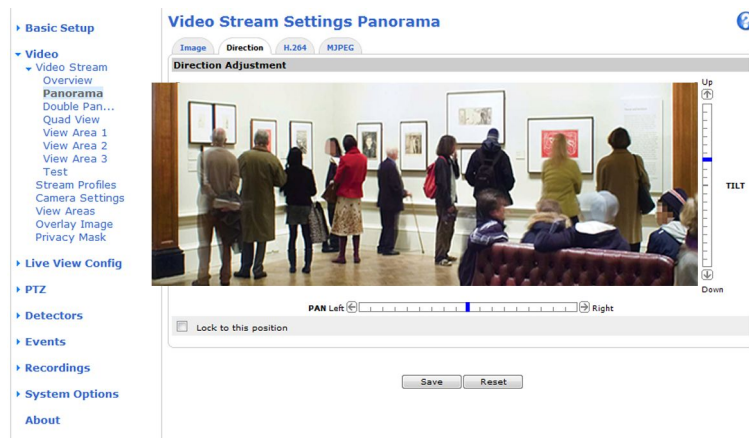 Video Stream Settings Panorama
Basic Setup
Video
Video Stream
Overview
Panorama
Double Pan...
Quad View
View Area 1
View Area 2
View Area 3
Test
Stream Profiles
Camera Settings
View Areas
Overlay Image
Privacy Mask
Live View Config
PTZ
Detectors
Events
Recordings
System Options
About
Image Direction H.264 MJPEG
Direction Adjustment
Up
TILT
Down
PAN Left Right
Lock to this position
Save Reset